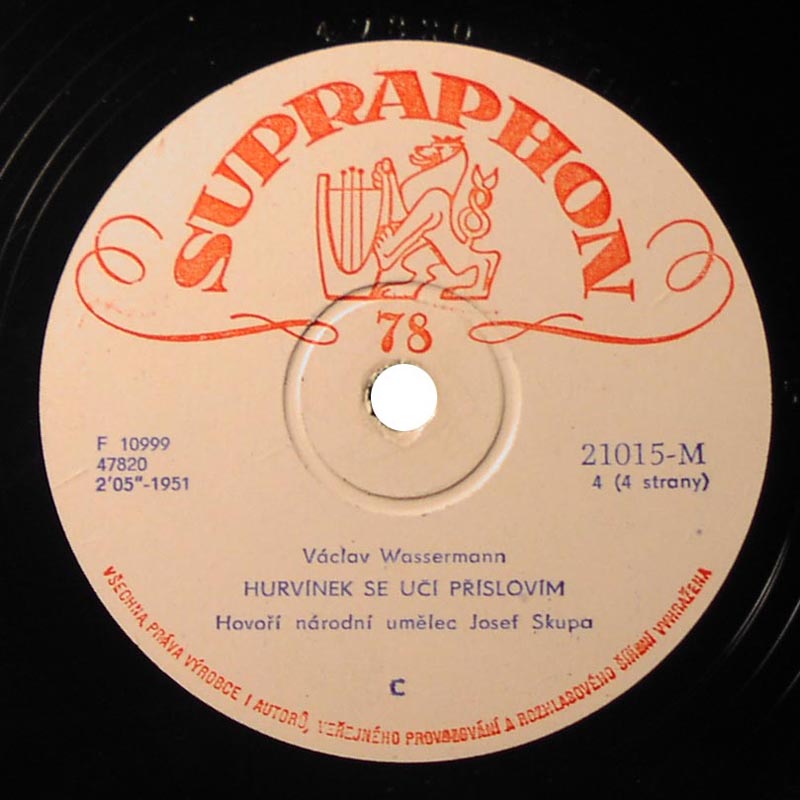 SUPRAPHON
78
F 10999
47820
2'05"-1951
21015-M
4 (4 strany)
Václav Wassermann
HURVÍNEK SE UČÍ PŘÍSLOVÍM
Hovoří národní umělec Josef Skupa
C
VŠECHNA PRÁVA VÝROBCE I AUTORŮ, VEŘEJNÉHO PROVOZOVÁNÍ A ROZHLASOVÉHO ŠÍŘENÍ VYHRAŽENA